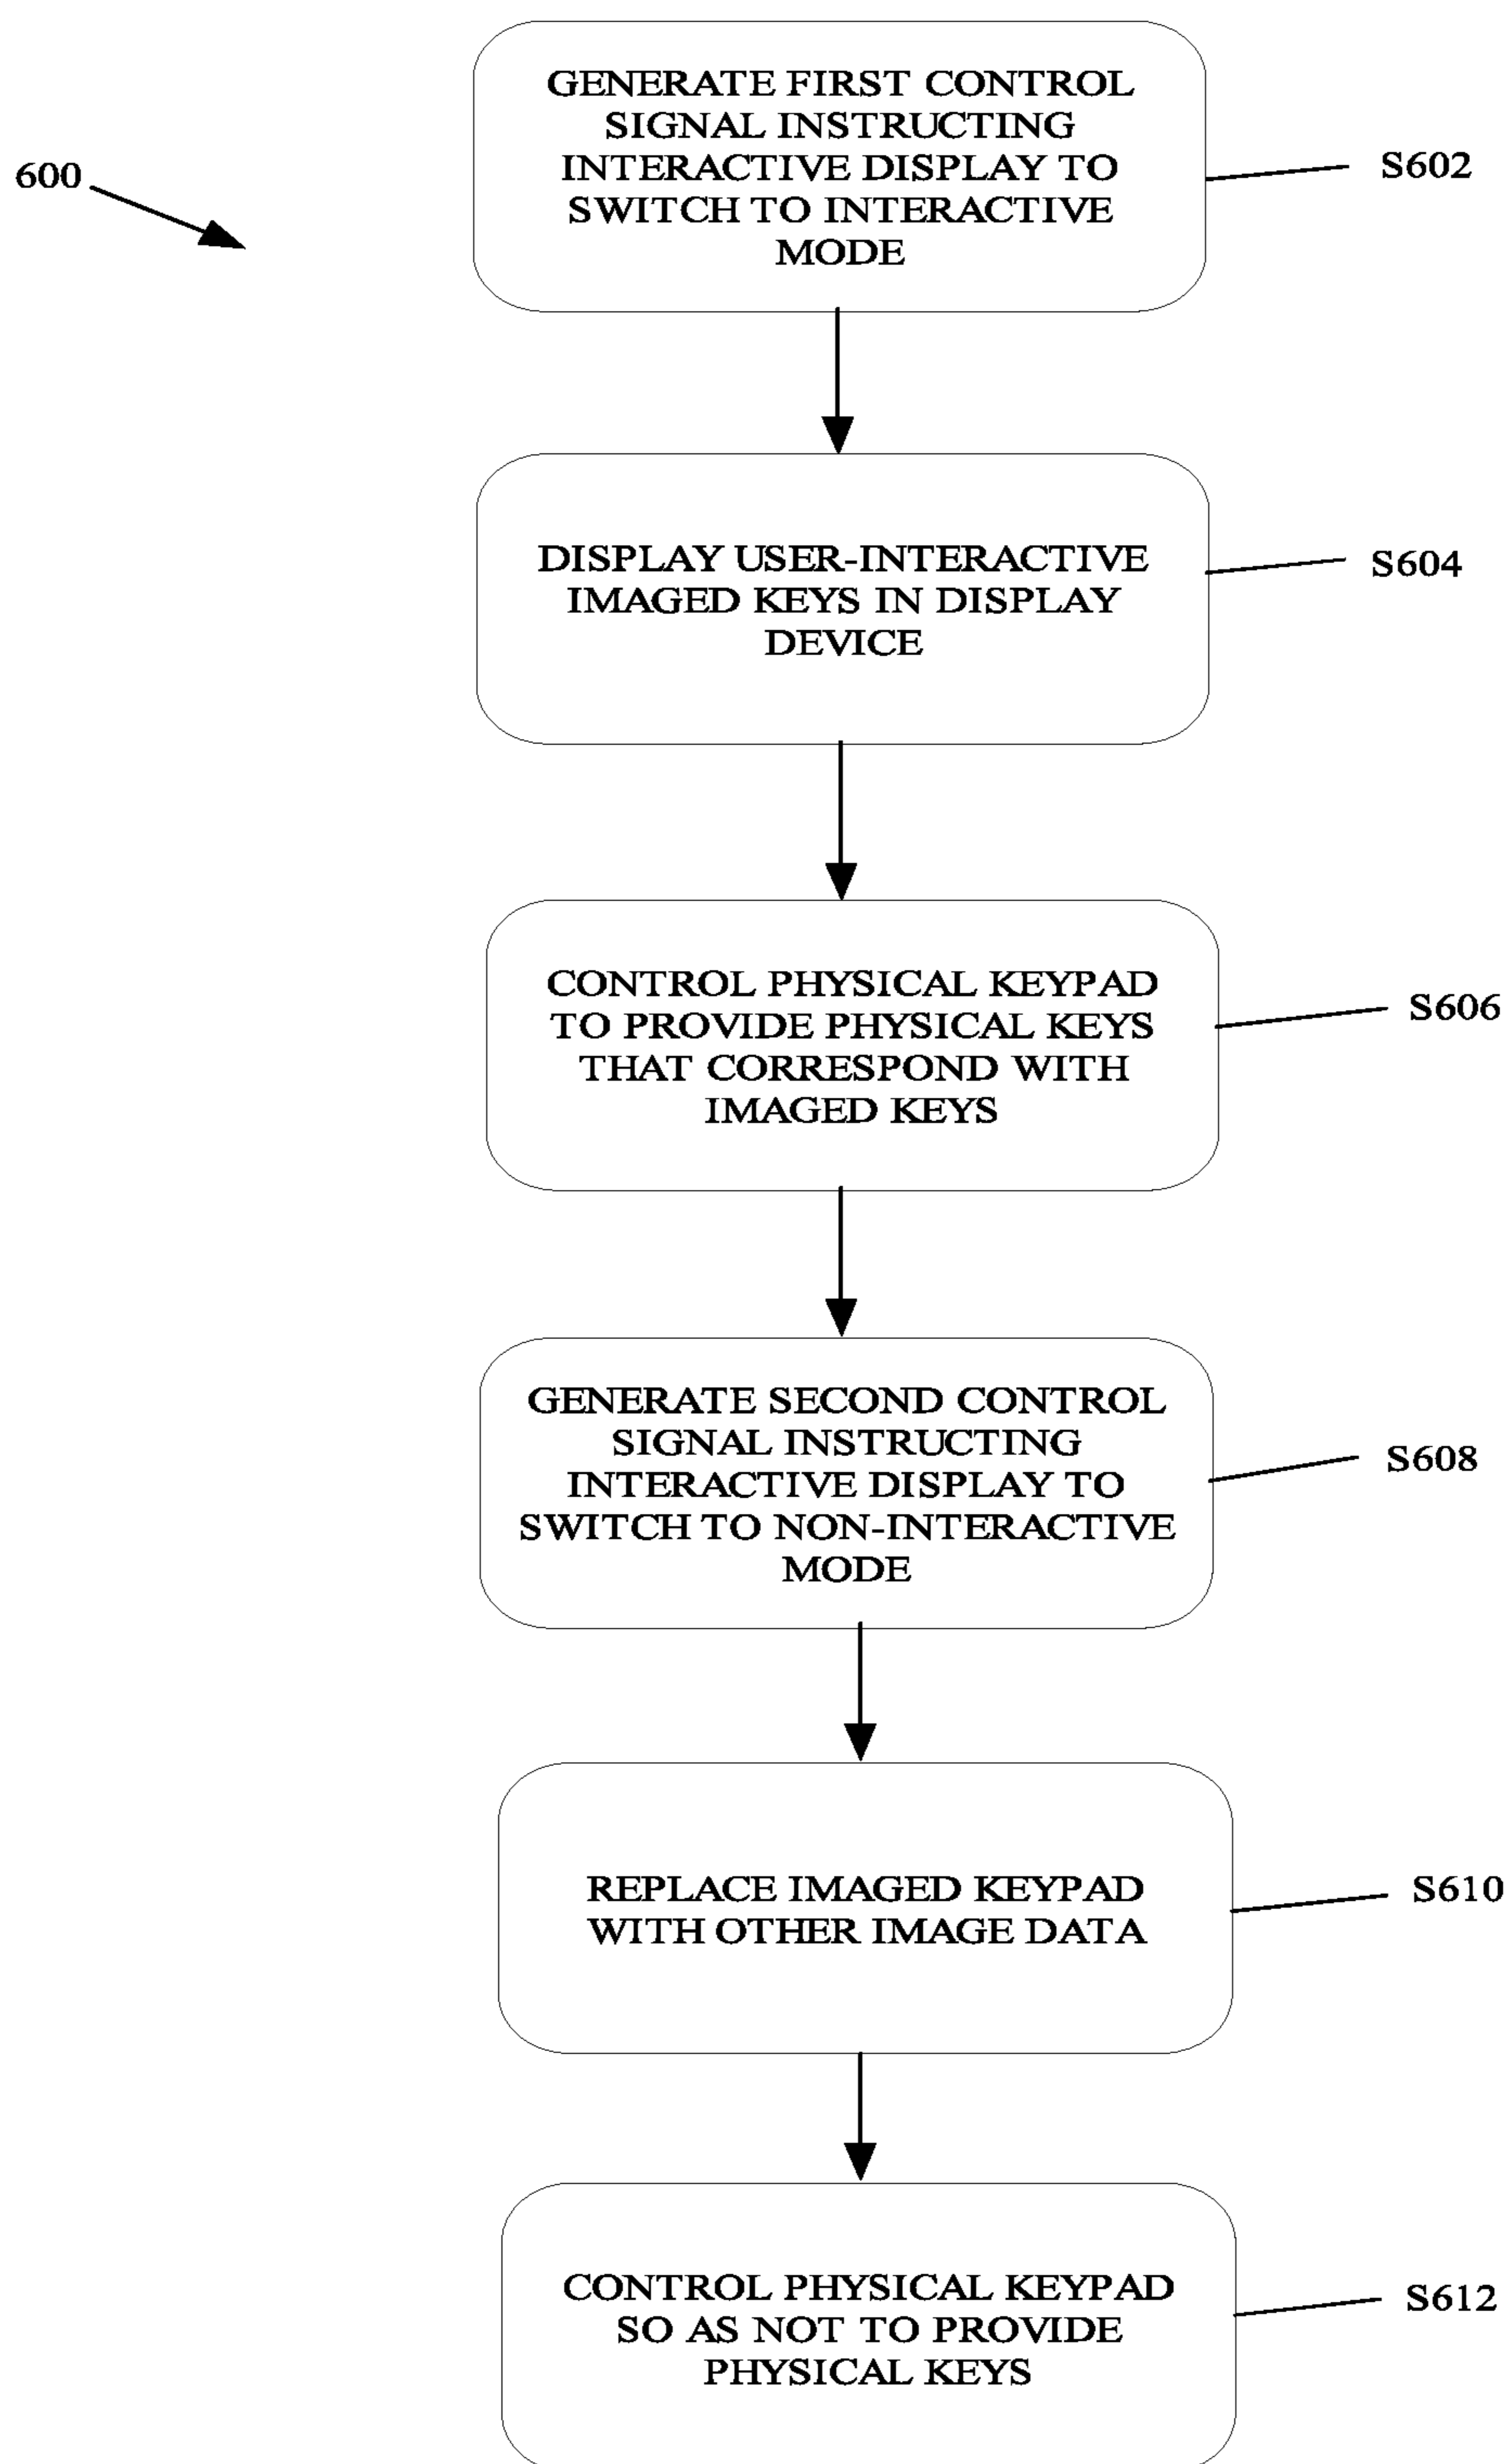 600
GENERATE FIRST CONTROL
SIGNAL INSTRUCTING
INTERACTIVE DISPLAY TO
SWITCH TO INTERACTIVE
MODE
S602
DISPLAY USER-INTERACTIVE
IMAGED KEYS IN DISPLAY
DEVICE
S604
CONTROL PHYSICAL KEYPAD
TO PROVIDE PHYSICAL KEYS
THAT CORRESPOND WITH
IMAGED KEYS
S606
GENERATE SECOND CONTROL
SIGNAL INSTRUCTING
INTERACTIVE DISPLAY TO
SWITCH TO NON-INTERACTIVE
MODE
S608
REPLACE IMAGED KEYPAD
WITH OTHER IMAGE DATA
S610
CONTROL PHYSICAL KEYPAD
SO AS NOT TO PROVIDE
PHYSICAL KEYS
S612